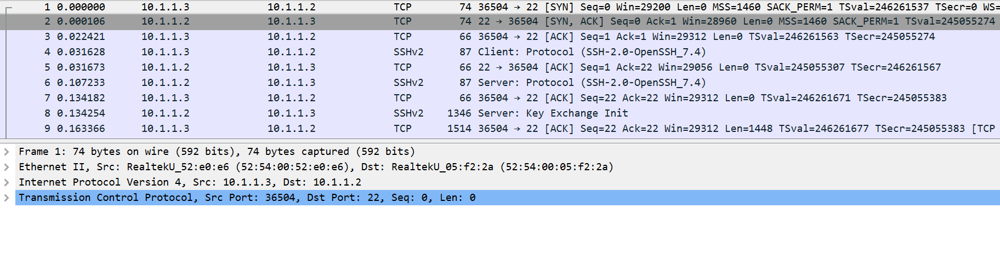 1 0.000000 10.1.1.3 10.1.1.2 TCP 74 36504 → 22 [SYN] Seq=0 Win=29200 Len=0 MSS=1460 SACK_PERM=1 TSval=246261537 TSecr=0 WS=
2 0.000106 10.1.1.2 10.1.1.3 TCP 74 22 → 36504 [SYN, ACK] Seq=0 Ack=1 Win=28960 Len=0 MSS=1460 SACK_PERM=1 TSval=245055274
3 0.022421 10.1.1.3 10.1.1.2 TCP 66 36504 → 22 [ACK] Seq=1 Ack=1 Win=29312 Len=0 TSval=246261563 TSecr=245055274
4 0.031628 10.1.1.3 10.1.1.2 SSHv2 87 Client: Protocol (SSH-2.0-OpenSSH_7.4)
5 0.031673 10.1.1.2 10.1.1.3 TCP 66 22 → 36504 [ACK] Seq=1 Ack=22 Win=29056 Len=0 TSval=245055307 TSecr=246261567
6 0.107233 10.1.1.2 10.1.1.3 SSHv2 87 Server: Protocol (SSH-2.0-OpenSSH_7.4)
7 0.134182 10.1.1.3 10.1.1.2 TCP 66 36504 → 22 [ACK] Seq=22 Ack=22 Win=29312 Len=0 TSval=246261671 TSecr=245055383
8 0.134254 10.1.1.2 10.1.1.3 SSHv2 1346 Server: Key Exchange Init
9 0.163366 10.1.1.3 10.1.1.2 TCP 1514 36504 → 22 [ACK] Seq=22 Ack=22 Win=29312 Len=1448 TSval=246261677 TSecr=245055383 [TCP
Frame 1: 74 bytes on wire (592 bits), 74 bytes captured (592 bits)
Ethernet II, Src: RealtekU_52:e0:e6 (52:54:00:52:e0:e6), Dst: RealtekU_05:f2:2a (52:54:00:05:f2:2a)
Internet Protocol Version 4, Src: 10.1.1.3, Dst: 10.1.1.2
Transmission Control Protocol, Src Port: 36504, Dst Port: 22, Seq: 0, Len: 0